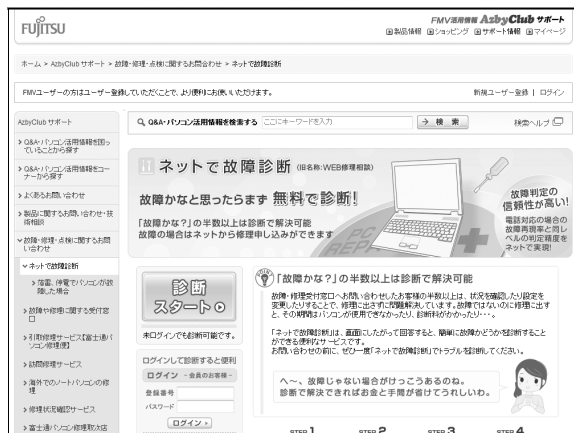 FUJITSU
FMV活用情報 AzbyClub サポート
製品情報 ショッピング サポート情報 マイページ
ホーム > AzbyClub サポート > 故障・修理・点検に関するお問合わせ > ネットで故障診断
FMVユーザーの方はユーザー登録していただくことで、より便利にお使いいただけます。
新規ユーザー登録 | ログイン
AzbyClub サポート
Q&A・パソコン活用情報を検索する ここにキーワードを入力 検 索 検索ヘルプ
Q&A・パソコン活用情報を困っ
ていることから探す
Q&A・パソコン活用情報をコー
ナーから探す
よくあるお問い合わせ
製品に関するお問い合わせ・技
術相談
故障・修理・点検に関するお問
い合わせ
ネットで故障診断
落雷、停電でパソコンが故
障した場合
故障や修理に関する受付窓
口
引取修理サービス【富士通パ
ソコン修理便】
訪問修理サービス
海外でのノートパソコンの修
理
修理状況確認サービス
富士通パソコン修理取次店
ネットで故障診断 (旧名称:WEB修理相談)
故障かなと思ったらまず 無料で診断!
「故障かな?」の半数以上は診断で解決可能
故障の場合はネットから修理申し込みができます
PC
REP
故障判定の
信頼性が高い!
電話対応の場合の
故障再現率と同レ
ベルの判定精度を
ネットで実現!
診断
スタート
未ログインでも診断可能です。
ログインして診断すると便利
ログイン -会員のお客様-
登録番号
パスワード
ログイン
「故障かな?」の半数以上は診断で解決可能
故障・修理受付窓口へお問い合わせしたお客様の半数以上は、状況を確認したり設定を
変更したりすることで、修理に出さずに問題解決しています。故障ではないのに修理に出す
と、その期間はパソコンが使用できなかったり、診断料がかかったり・・・。
「ネットで故障診断」は、画面にしたがって回答すると、簡単に故障かどうかを診断すること
ができる便利なサービスです。
お問い合わせの前に、ぜひ一度「ネットで故障診断」でトラブルを診断してください。
へ～、故障じゃない場合がけっこうあるのね。
診断で解決できればお金と手間が省けてうれしいわ。
STEP 1 STEP 2 STEP 3 STEP 4